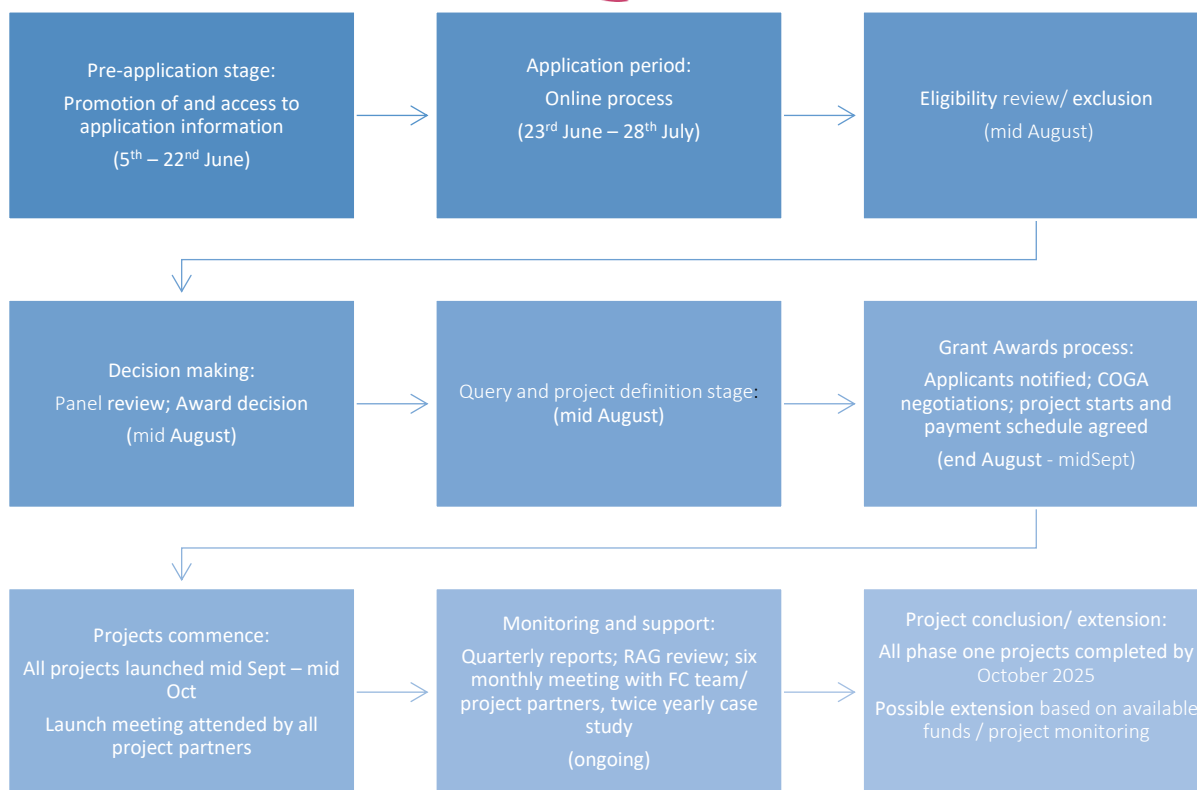 Pre-application stage:
Promotion of and access to
application information
(5th – 22nd June)
Application period:
Online process
(23rd June – 28th July)
Eligibility review/ exclusion
(mid August)
Decision making:
Panel review; Award decision
(mid August)
Query and project definition stage:
(mid August)
Grant Awards process:
Applicants notified; COGA
negotiations; project starts and
payment schedule agreed
(end August - midSept)
Projects commence:
All projects launched mid Sept – mid
Oct
Launch meeting attended by all
project partners
Monitoring and support:
Quarterly reports; RAG review; six
monthly meeting with FC team/
project partners, twice yearly case
study
(ongoing)
Project conclusion/ extension:
All phase one projects completed by
October 2025
Possible extension based on available
funds / project monitoring